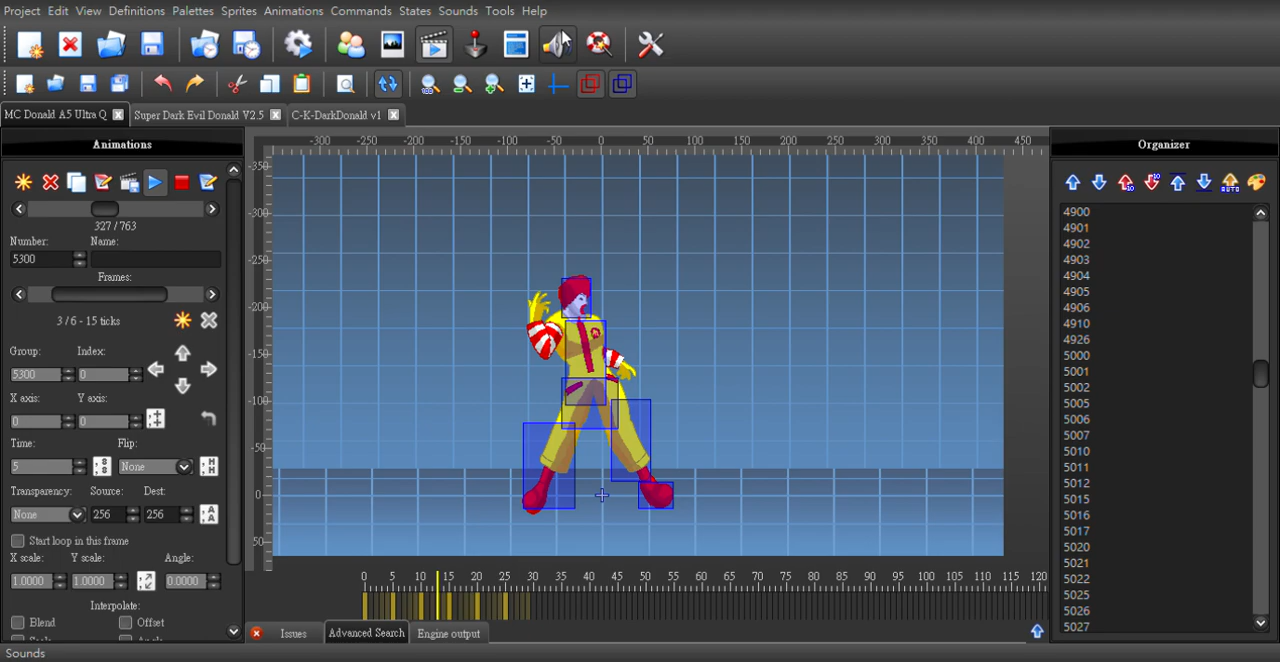 Project Edit View Definitions Palettes Sprites Animations Commands States Sounds Tools Help
MC Donald A5 Ultra Q Super Dark Evil Donald V2.5 C-K-DarkDonald v1
Animations
327 / 763
Number: Name:
5300
Frames:
3 / 6 - 15 ticks
Group: Index:
5300 0
X axis: Y axis:
0 0
Time: Flip:
5 None
Transparency: Source: Dest:
None 256 256
Start loop in this frame
X scale: Y scale: Angle:
1.0000 1.0000 0.0000
Interpolate:
Blend Offset
-300 -250 -200 -150 -100 -50 0 50 100 150 200 250 300 350 400 450
-350
-300
-250
-200
-150
-100
-50
0
50
0 5 10 15 20 25 30 35 40 45 50 55 60 65 70 75 80 85 90 95 100 105 110 115 120
Issues Advanced Search Engine output
Organizer
10 10 AUTO
4900
4901
4902
4903
4904
4905
4906
4910
4926
5000
5001
5002
5005
5006
5007
5010
5011
5012
5015
5016
5017
5020
5021
5022
5025
5026
5027
Sounds